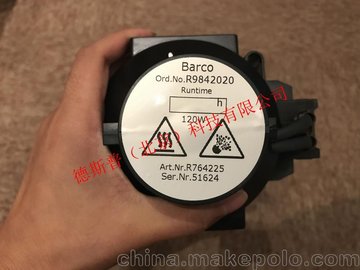 Barco
Ord.No.R9842020
Runtime
h
120W
Art.Nr.R764225
Ser.Nr.51624
德斯普（北京）科技有限公司
china.makepolo.com